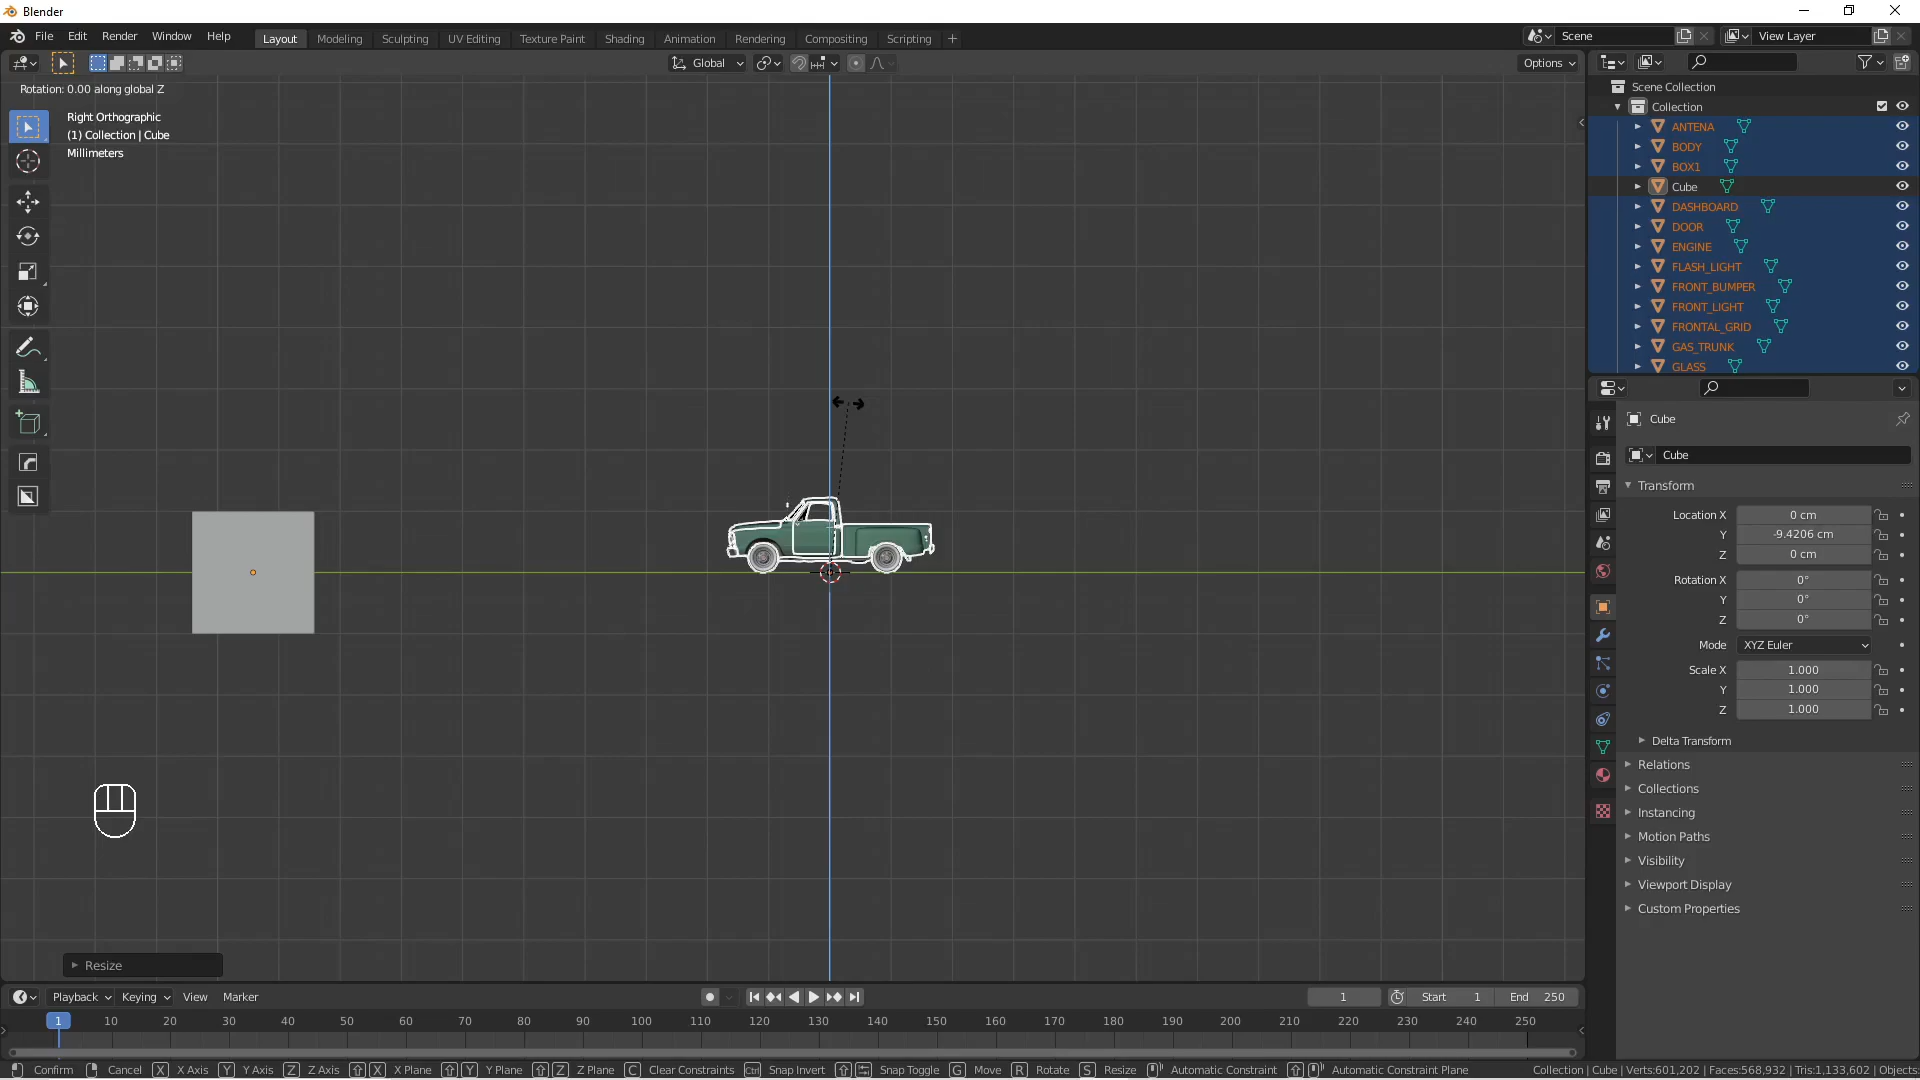 Blender
File Edit Render Window Help
Layout Modeling Sculpting UV Editing Texture Paint Shading Animation Rendering Compositing Scripting
Scene
View Layer
Global
Options
Rotation: 0.00 along global Z
Right Orthographic
(1) Collection | Cube
Millimeters
Scene Collection
Collection
ANTENA
BODY
BOX1
Cube
DASHBOARD
DOOR
ENGINE
FLASH_LIGHT
FRONT_BUMPER
FRONT_LIGHT
FRONTAL_GRID
GAS_TRUNK
GLASS
Cube
Cube
Transform
Location X 0 cm
Y -9.4206 cm
Z 0 cm
Rotation X 0°
Y 0°
Z 0°
Mode XYZ Euler
Scale X 1.000
Y 1.000
Z 1.000
Delta Transform
Relations
Collections
Instancing
Motion Paths
Visibility
Viewport Display
Custom Properties
Resize
Playback Keying View Marker
1 Start 1 End 250
1 10 20 30 40 50 60 70 80 90 100 110 120 130 140 150 160 170 180 190 200 210 220 230 240 250
Confirm Cancel X X Axis Y Y Axis Z Z Axis X X Plane Y Y Plane Z Z Plane C Clear Constraints Ctrl Snap Invert Snap Toggle G Move R Rotate S Resize Automatic Constraint Automatic Constraint Plane Collection | Cube | Verts:601,202 | Faces:568,932 | Tris:1,133,602 | Objects: